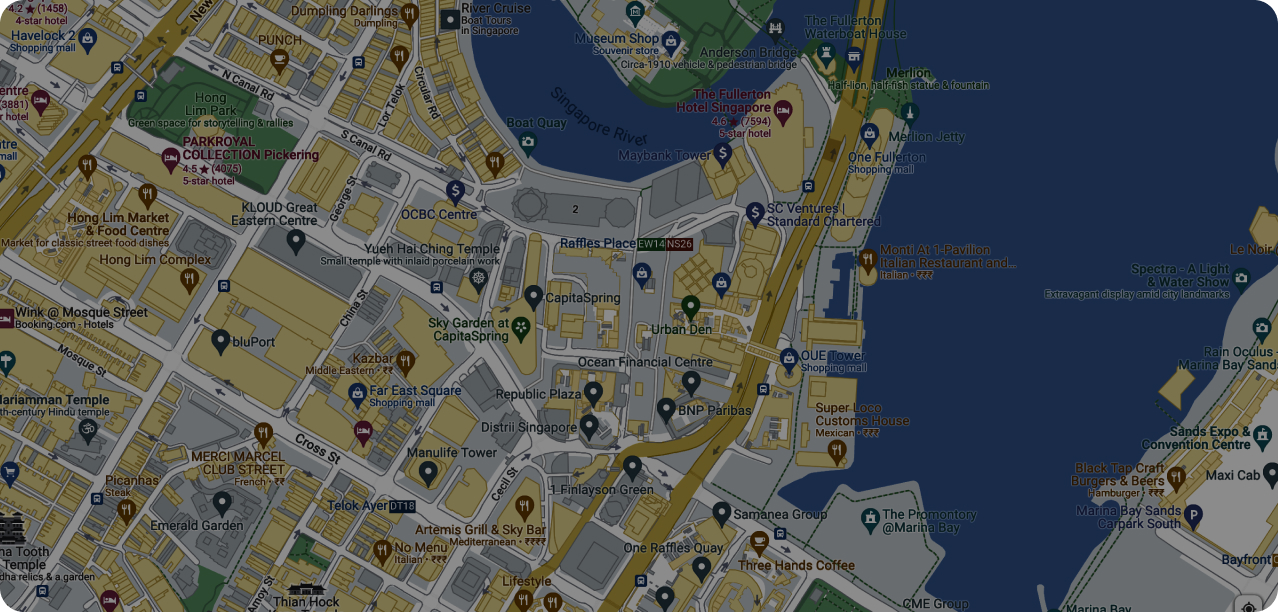 4.2 ★ (1458)
4-star hotel
Havelock 2
Shopping mall
New
Dumpling Darlings
Dumpling
PUNCH
River Cruise
Boat Tours
in Singapore
Museum Shop
Souvenir store
Anderson Bridge
Circa-1910 vehicle & pedestrian bridge
The Fullerton
Waterboat House
Merlion
Half-lion, half-fish statue & fountain
Merlion Jetty
The Fullerton
Hotel Singapore
4.6 ★ (7594)
5-star hotel
Maybank Tower
One Fullerton
Shopping mall
N Canal Rd
Circular Rd
Lor Telok
Hong
Lim Park
Green space for storytelling & rallies
S Canal Rd
Boat Quay
Singapore River
entre
(3881)
r hotel
PARKROYAL
COLLECTION Pickering
4.5 ★ (4075)
5-star hotel
tre
mall
George St
OCBC Centre
2
SC Ventures |
Standard Chartered
KLOUD Great
Eastern Centre
Hong Lim Market
& Food Centre
Market for classic street food dishes
Hong Lim Complex
Yueh Hai Ching Temple
Small temple with inlaid porcelain work
Raffles Place EW14 NS26
Monti At 1-Pavilion
Italian Restaurant and...
Italian · ₹₹₹
Le Noir
Spectra - A Light
& Water Show
Extravagant display amid city landmarks
Wink @ Mosque Street
Booking.com - Hotels
China St
CapitaSpring
Sky Garden at
CapitaSpring
Urban Den
bluPort
Mosque St
Kazbar
Middle Eastern · ₹₹
Ocean Financial Centre
OUE Tower
Shopping mall
Rain Oculus -
Marina Bay Sands
Far East Square
Shopping mall
Republic Plaza
BNP Paribas
Mariamman Temple
th-century Hindu temple
Distrii Singapore
Super Loco
Customs House
Mexican · ₹₹₹
Cross St
Manulife Tower
Sands Expo &
Convention Centre
MERCI MARCEL
CLUB STREET
French · ₹₹
Cecil St
Black Tap Craft
Burgers & Beers
Hamburger · ₹₹₹
Maxi Cab
Picanhas
Steak
1 Finlayson Green
Telok Ayer DT18
Samanea Group
The Promontory
@Marina Bay
Marina Bay Sands
Carpark South
Emerald Garden
Artemis Grill & Sky Bar
Mediterranean · ₹₹₹₹
No Menu
Italian · ₹₹₹
One Raffles Quay
Three Hands Coffee
Bayfront
ha Tooth
Temple
dha relics & a garden
Lifestyle
Amoy St
Thian Hock
CME Group
Marina Bay